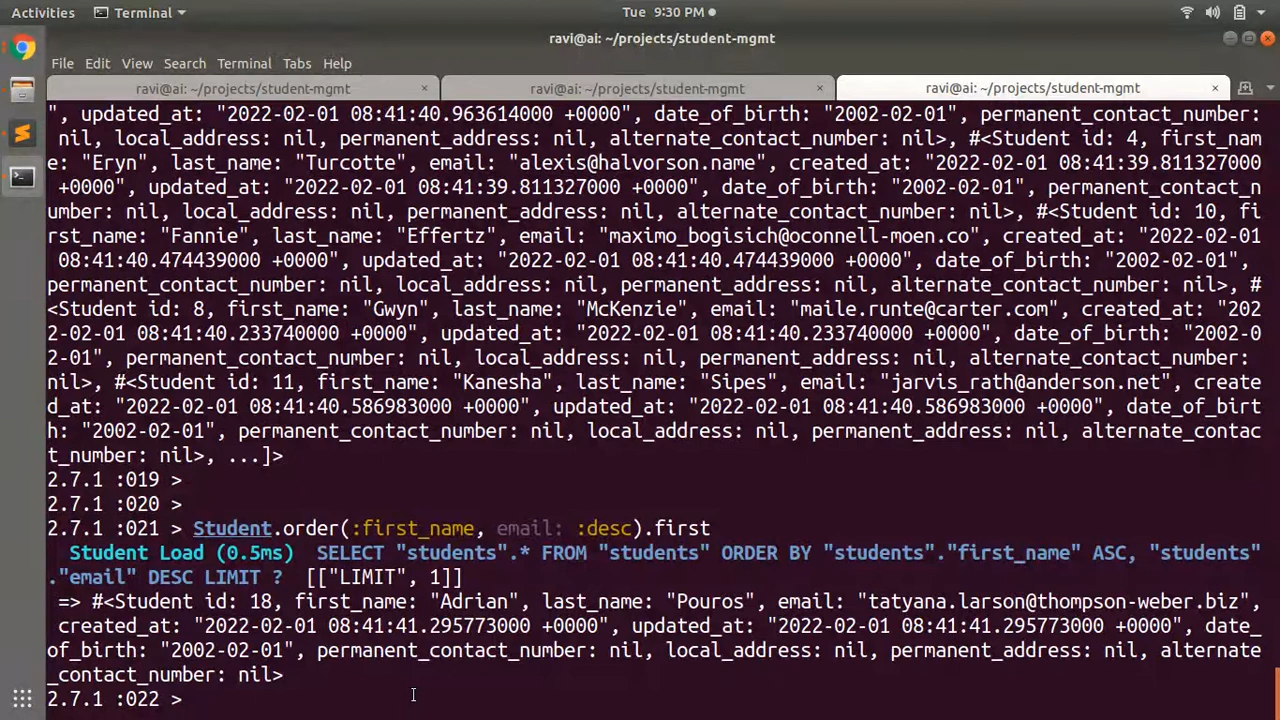 Activities
Terminal
Tue 9:30 PM
ravi@ai: ~/projects/student-mgmt
File Edit View Search Terminal Tabs Help
ravi@ai: ~/projects/student-mgmt × ravi@ai: ~/projects/student-mgmt × ravi@ai: ~/projects/student-mgmt ×
", updated_at: "2022-02-01 08:41:40.963614000 +0000", date_of_birth: "2002-02-01", permanent_contact_number:
nil, local_address: nil, permanent_address: nil, alternate_contact_number: nil>, #<Student id: 4, first_nam
e: "Eryn", last_name: "Turcotte", email: "alexis@halvorson.name", created_at: "2022-02-01 08:41:39.811327000
+0000", updated_at: "2022-02-01 08:41:39.811327000 +0000", date_of_birth: "2002-02-01", permanent_contact_n
umber: nil, local_address: nil, permanent_address: nil, alternate_contact_number: nil>, #<Student id: 10, fi
rst_name: "Fannie", last_name: "Effertz", email: "maximo_bogisich@oconnell-moen.co", created_at: "2022-02-01
08:41:40.474439000 +0000", updated_at: "2022-02-01 08:41:40.474439000 +0000", date_of_birth: "2002-02-01",
permanent_contact_number: nil, local_address: nil, permanent_address: nil, alternate_contact_number: nil>, #
<Student id: 8, first_name: "Gwyn", last_name: "McKenzie", email: "maile.runte@carter.com", created_at: "202
2-02-01 08:41:40.233740000 +0000", updated_at: "2022-02-01 08:41:40.233740000 +0000", date_of_birth: "2002-0
2-01", permanent_contact_number: nil, local_address: nil, permanent_address: nil, alternate_contact_number:
nil>, #<Student id: 11, first_name: "Kanesha", last_name: "Sipes", email: "jarvis_rath@anderson.net", create
d_at: "2022-02-01 08:41:40.586983000 +0000", updated_at: "2022-02-01 08:41:40.586983000 +0000", date_of_birt
h: "2002-02-01", permanent_contact_number: nil, local_address: nil, permanent_address: nil, alternate_contac
t_number: nil>, ...]>
2.7.1 :019 >
2.7.1 :020 >
2.7.1 :021 > Student.order(:first_name, email: :desc).first
Student Load (0.5ms) SELECT "students".* FROM "students" ORDER BY "students"."first_name" ASC, "students"
."email" DESC LIMIT ? [["LIMIT", 1]]
=> #<Student id: 18, first_name: "Adrian", last_name: "Pouros", email: "tatyana.larson@thompson-weber.biz",
created_at: "2022-02-01 08:41:41.295773000 +0000", updated_at: "2022-02-01 08:41:41.295773000 +0000", date_
of_birth: "2002-02-01", permanent_contact_number: nil, local_address: nil, permanent_address: nil, alternate
_contact_number: nil>
2.7.1 :022 >